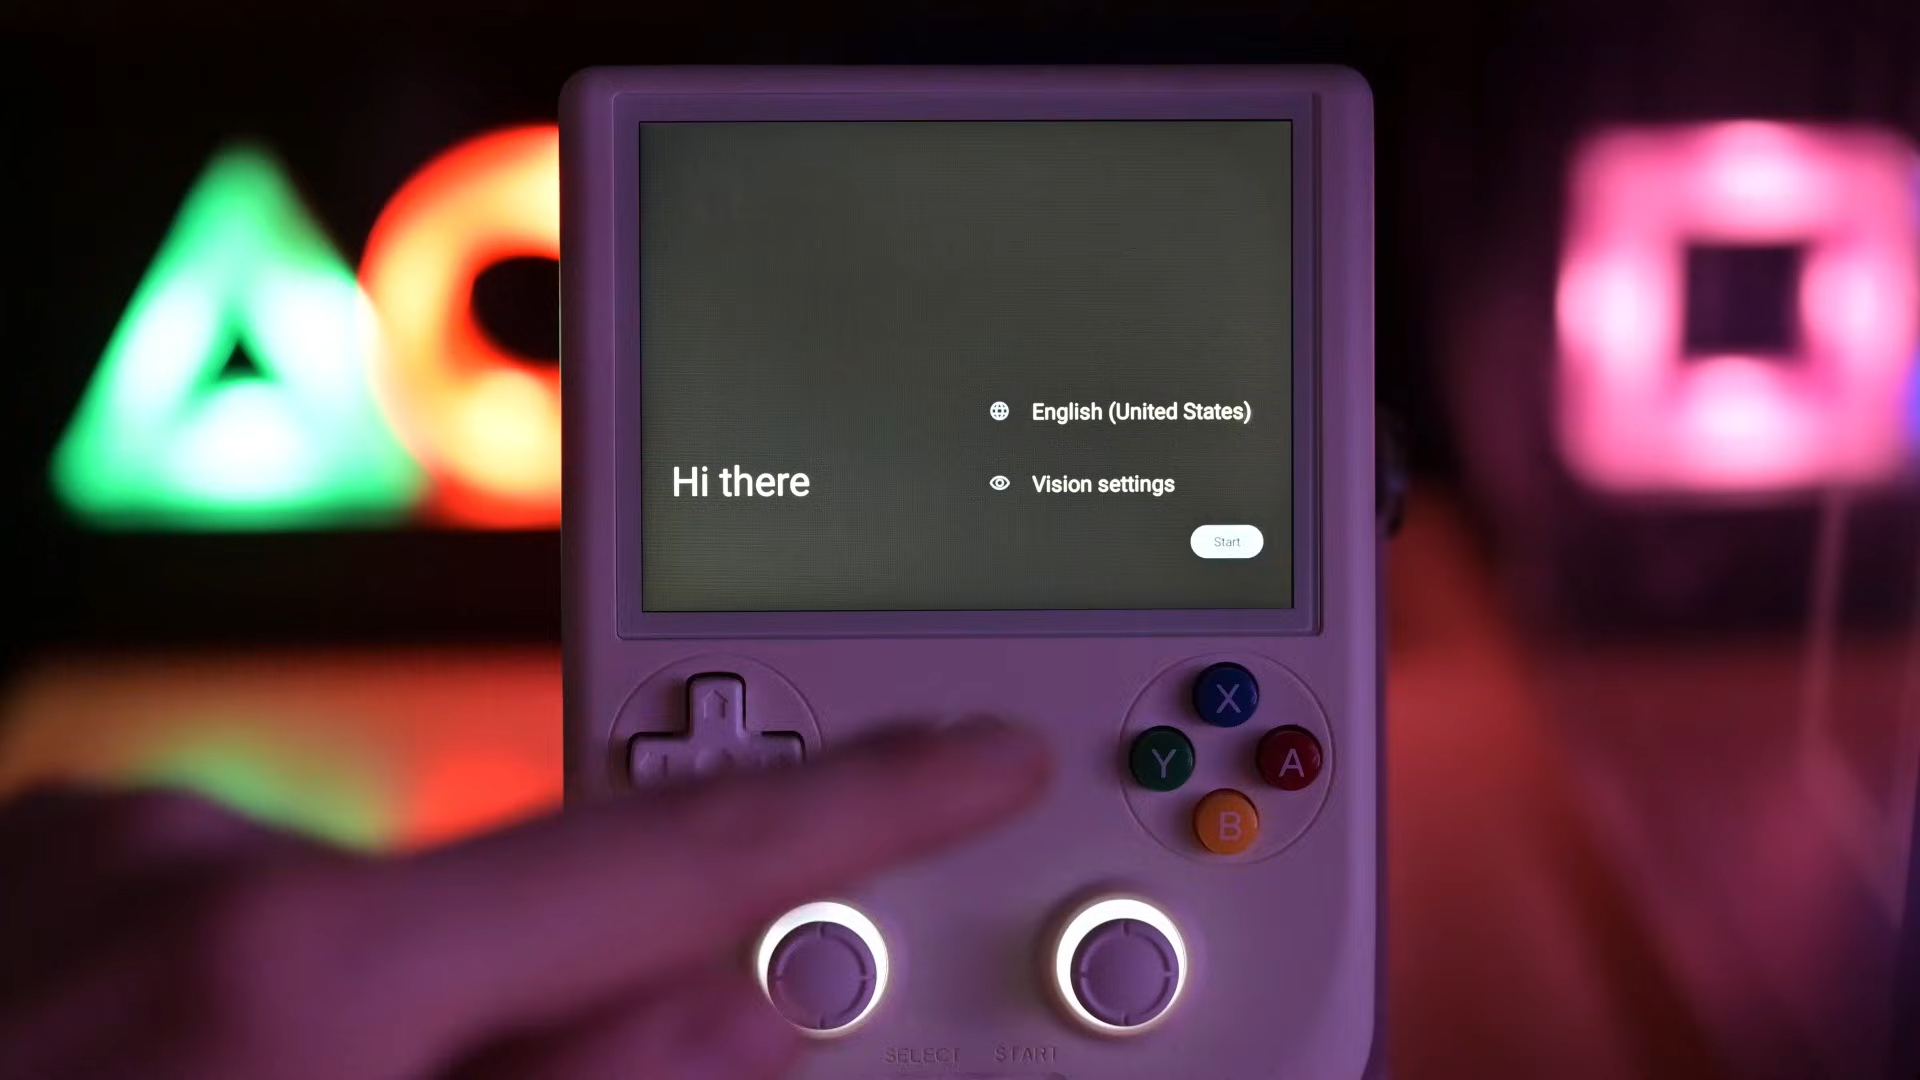 English (United States)
Hi there
Vision settings
Start
X
Y
A
B
SELECT
START